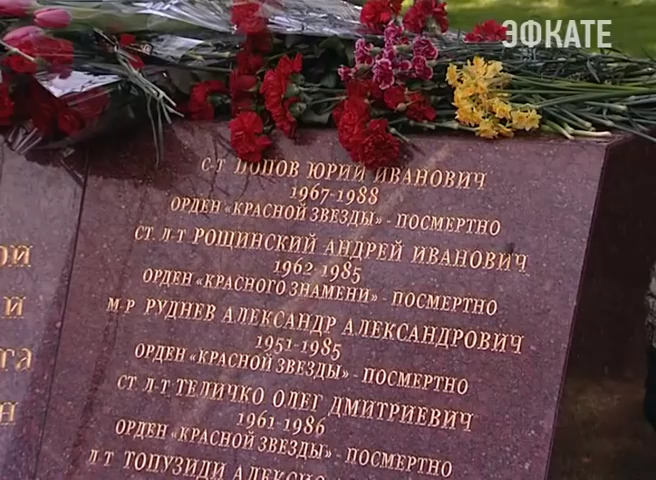 ЭФКАТЕ
С-Т ПОПОВ ЮРИЙ ИВАНОВИЧ
1967-1988
ОРДЕН «КРАСНОЙ ЗВЕЗДЫ» - ПОСМЕРТНО
СТ. Л-Т РОЩИНСКИЙ АНДРЕЙ ИВАНОВИЧ
1962-1985
ОРДЕН «КРАСНОГО ЗНАМЕНИ» - ПОСМЕРТНО
М-Р РУДНЕВ АЛЕКСАНДР АЛЕКСАНДРОВИЧ
1951-1985
ОРДЕН «КРАСНОЙ ЗВЕЗДЫ» - ПОСМЕРТНО
СТ. Л-Т ТЕЛИЧКО ОЛЕГ ДМИТРИЕВИЧ
1961-1986
ОРДЕН «КРАСНОЙ ЗВЕЗДЫ» - ПОСМЕРТНО
Л-Т ТОПУЗИДИ